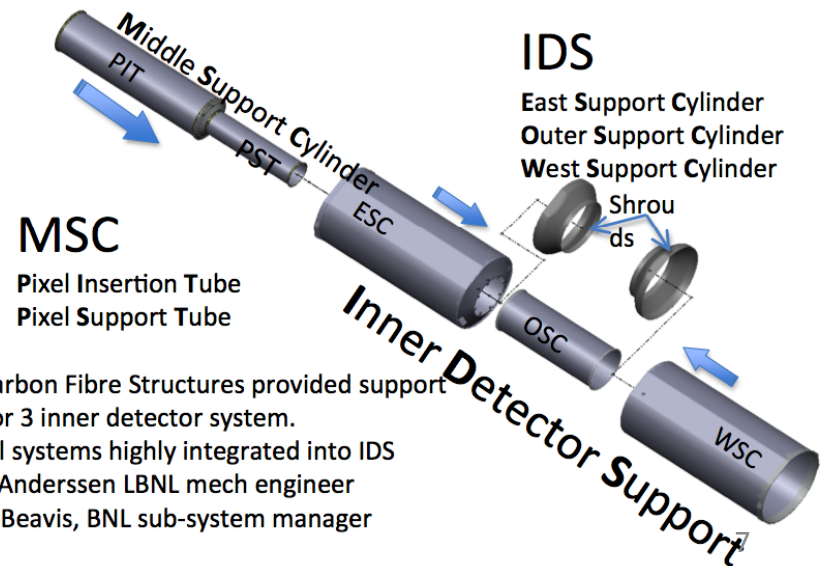 Middle Support Cylinder
PIT
PST
IDS
East Support Cylinder
Outer Support Cylinder
West Support Cylinder
Shrou
ds
ESC
MSC
Pixel Insertion Tube
Pixel Support Tube
OSC
WSC
Inner Detector Support
arbon Fibre Structures provided support
or 3 inner detector system.
l systems highly integrated into IDS
Anderssen LBNL mech engineer
Beavis, BNL sub-system manager
7